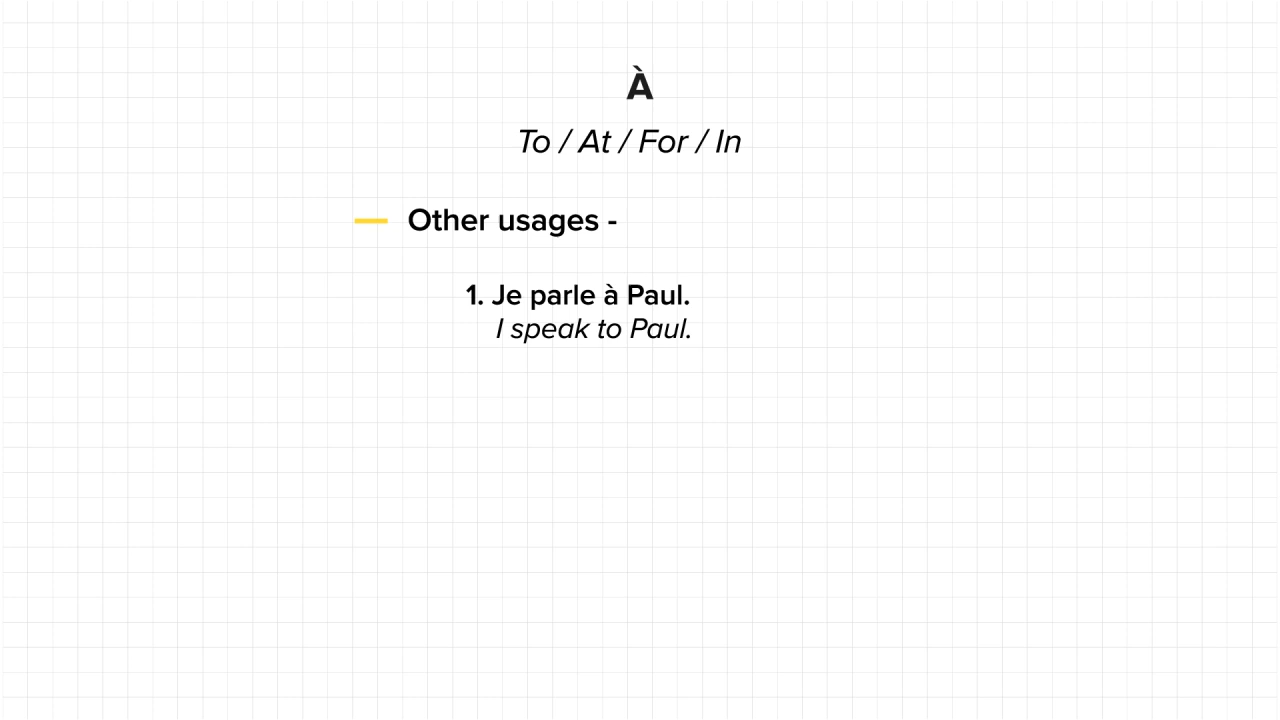 À
To / At / For / In
Other usages -
1. Je parle à Paul.
I speak to Paul.